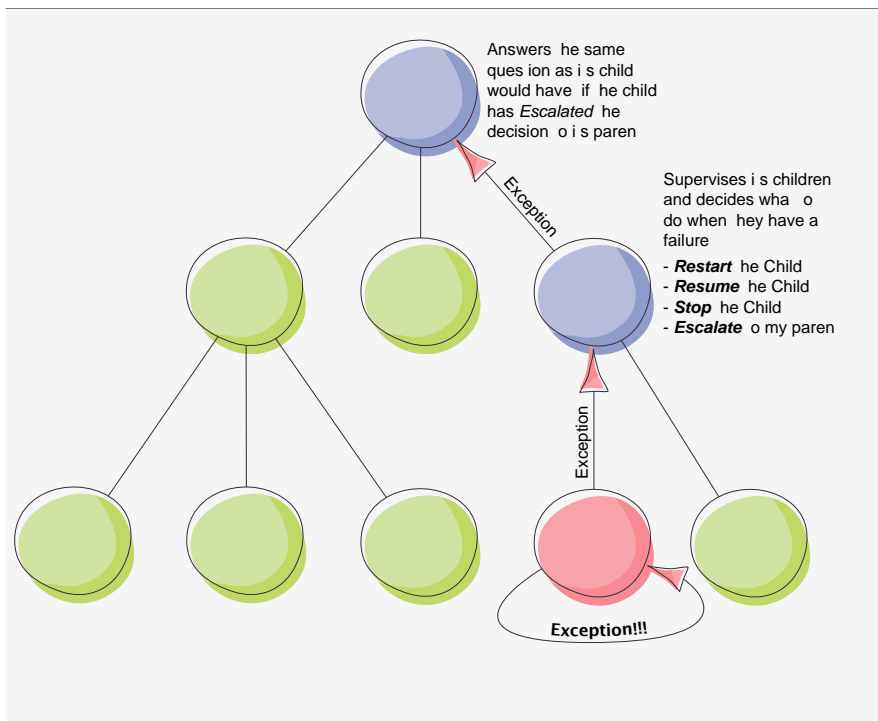 Answers he same
ques ion as i s child
would have if he child
has Escalated he
decision o i s paren
Exception
Supervises i s children
and decides wha o
do when hey have a
failure
- Restart he Child
- Resume he Child
- Stop he Child
- Escalate o my paren
Exception
Exception!!!